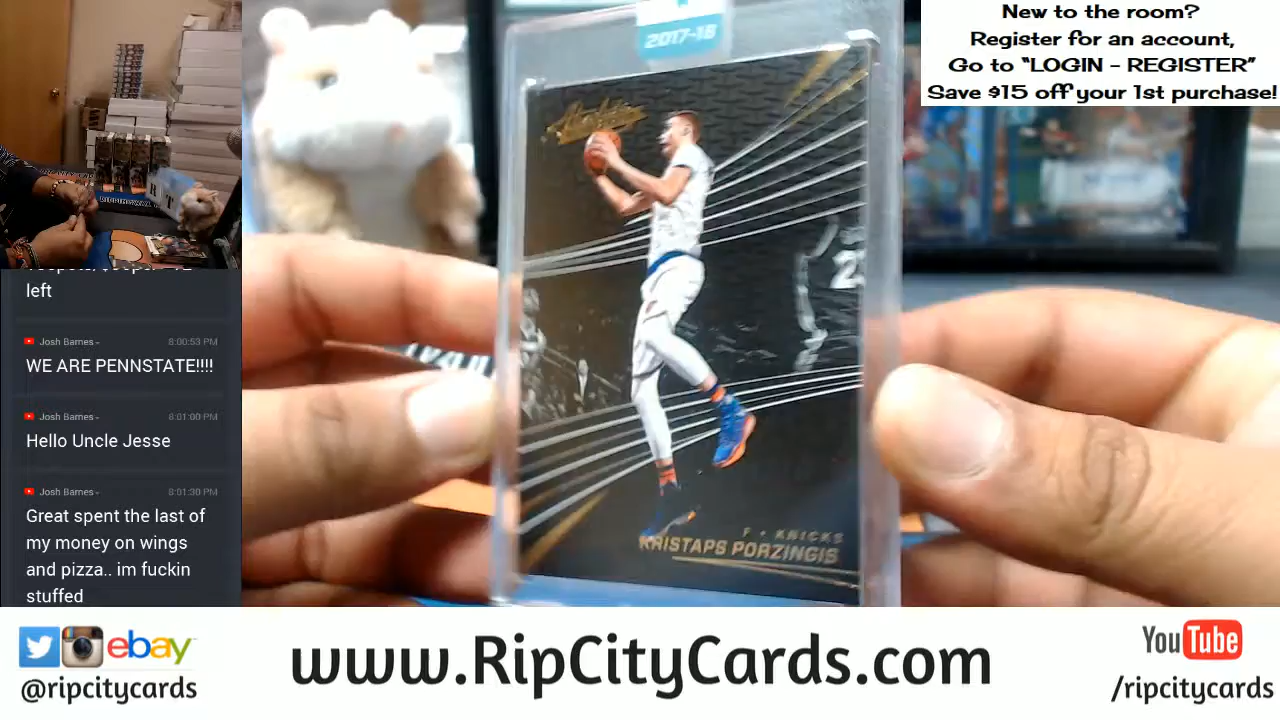 New to the room?
Register for an account,
Go to "LOGIN - REGISTER"
Save $15 off your 1st purchase!
2017-18
Absolute
left
Josh Barnes 8:00:53 PM
WE ARE PENNSTATE!!!!
Josh Barnes 8:01:00 PM
Hello Uncle Jesse
Josh Barnes 8:01:30 PM
Great spent the last of
my money on wings
and pizza.. im fuckin
stuffed
F • KNICKS
KRISTAPS PORZINGIS
ebay
@ripcitycards
www.RipCityCards.com
YouTube
/ripcitycards